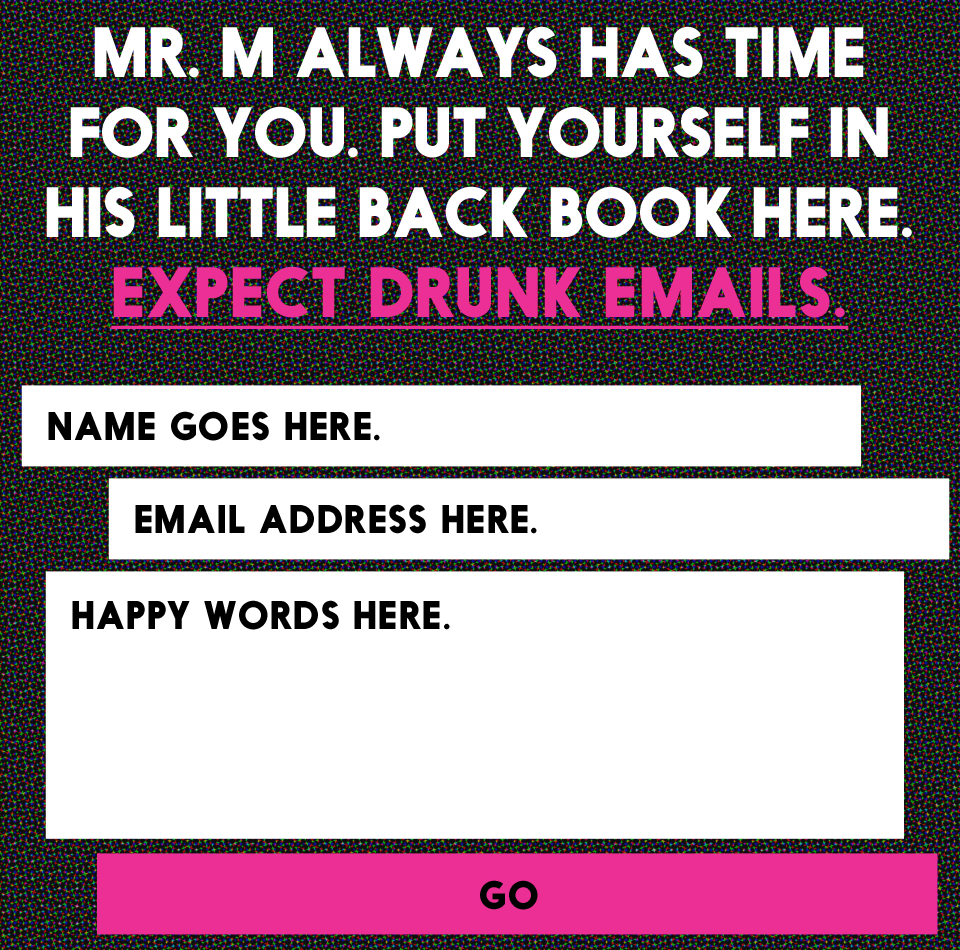 MR. M ALWAYS HAS TIME
FOR YOU. PUT YOURSELF IN
HIS LITTLE BACK BOOK HERE.
EXPECT DRUNK EMAILS.
NAME GOES HERE.
EMAIL ADDRESS HERE.
HAPPY WORDS HERE.
GO